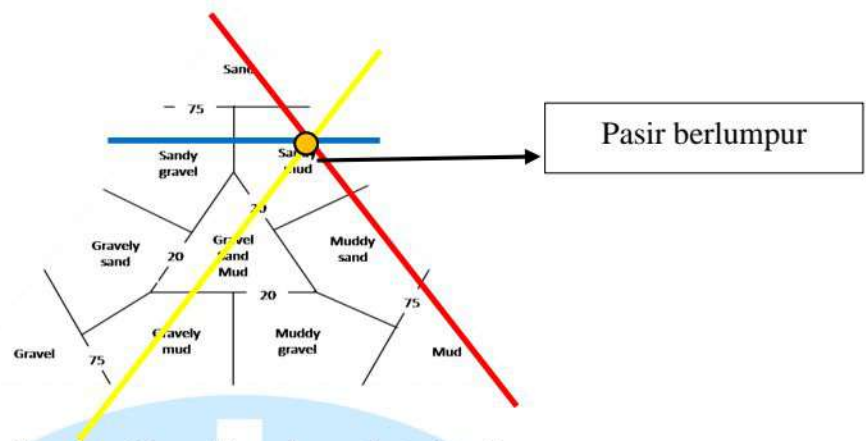 Sand
75
Pasir berlumpur
Sandy
gravel
Sandy
mud
20
Gravely
sand
20
Gravel
Sand
Mud
Muddy
sand
20
75
Gravely
mud
Muddy
gravel
Gravel
75
Mud